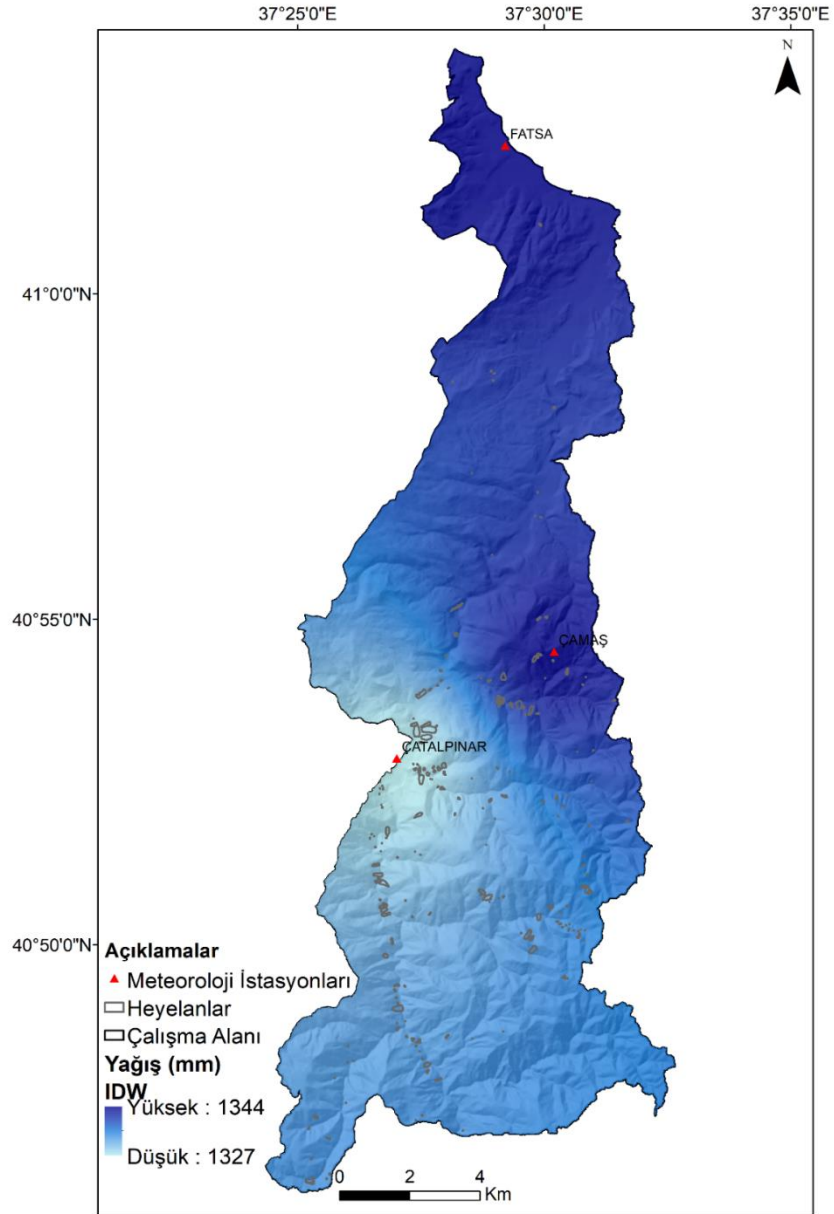 37°25'0"E 37°30'0"E 37°35'0"E
N
FATSA
41°0'0"N
40°55'0"N
ÇAMAŞ
ÇATALPINAR
40°50'0"N
Açıklamalar
Meteoroloji İstasyonları
Heyelanlar
Çalışma Alanı
Yağış (mm)
IDW
Yüksek : 1344
Düşük : 1327
0 2 4
Km